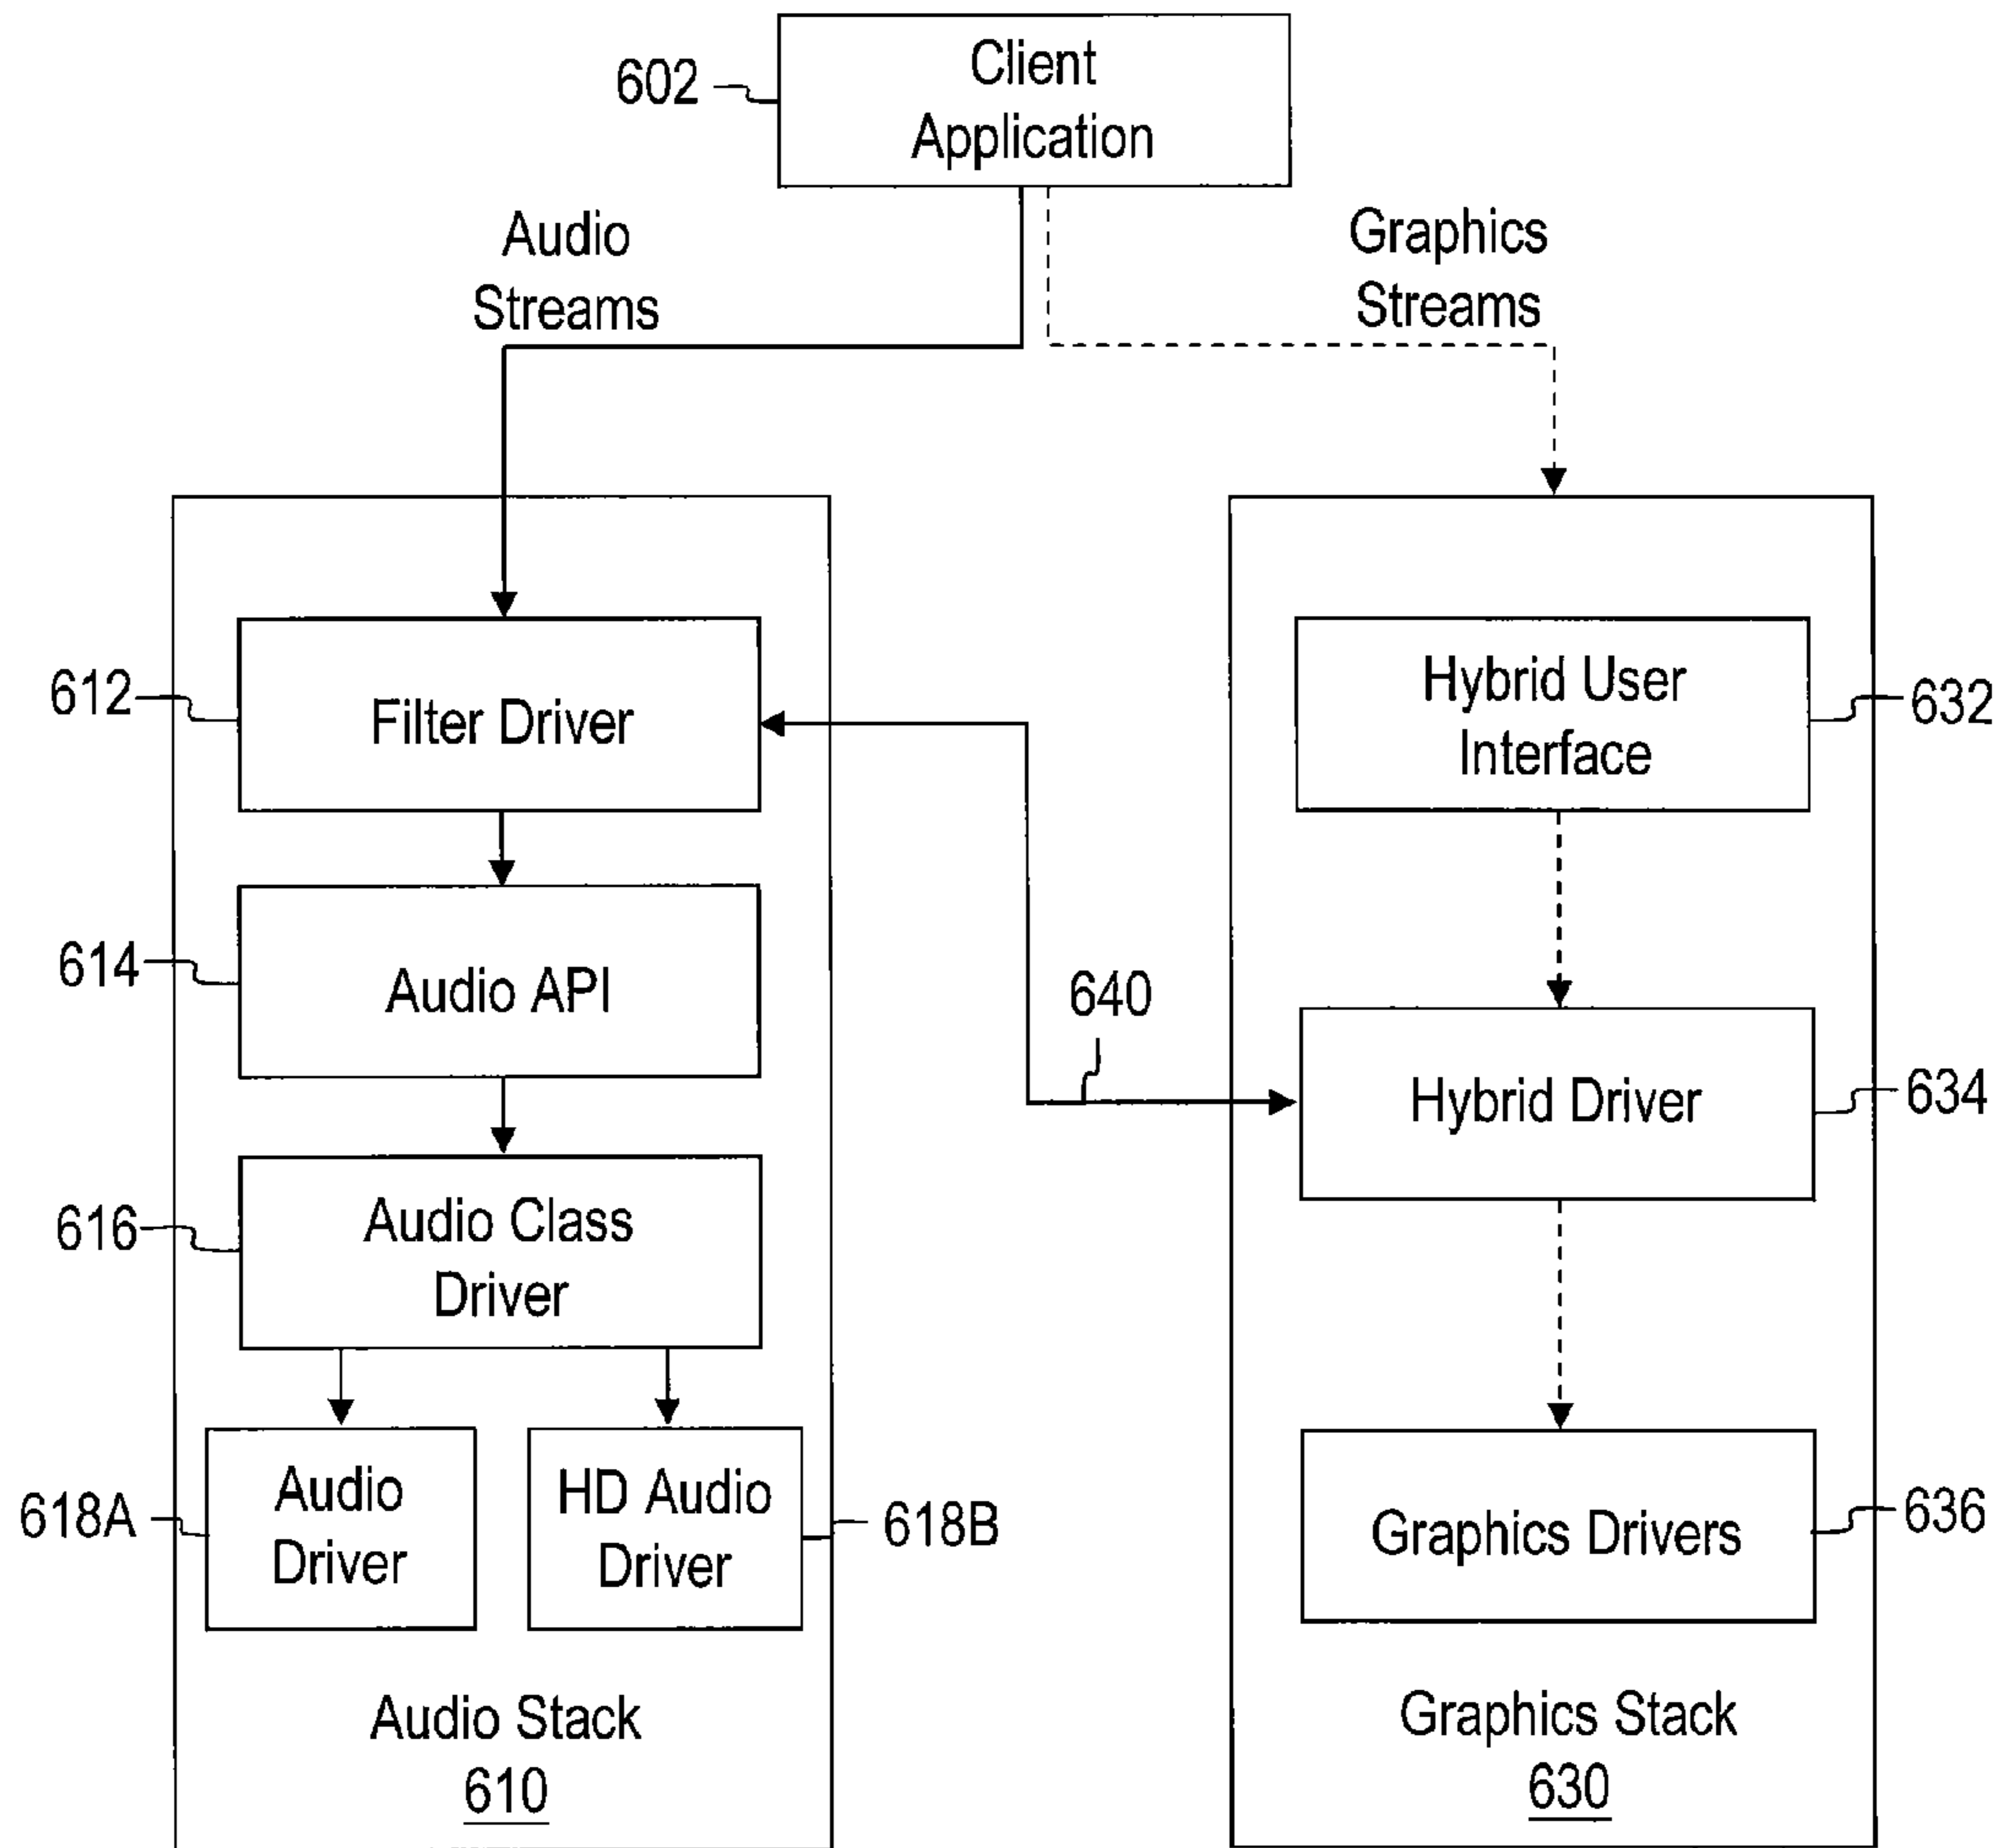 602
Client
Application
Audio
Streams
Graphics
Streams
612
Filter Driver
Hybrid User
Interface
632
614
Audio API
640
Hybrid Driver
634
616
Audio Class
Driver
618A
Audio
Driver
HD Audio
Driver
618B
Graphics Drivers
636
Audio Stack
610
Graphics Stack
630